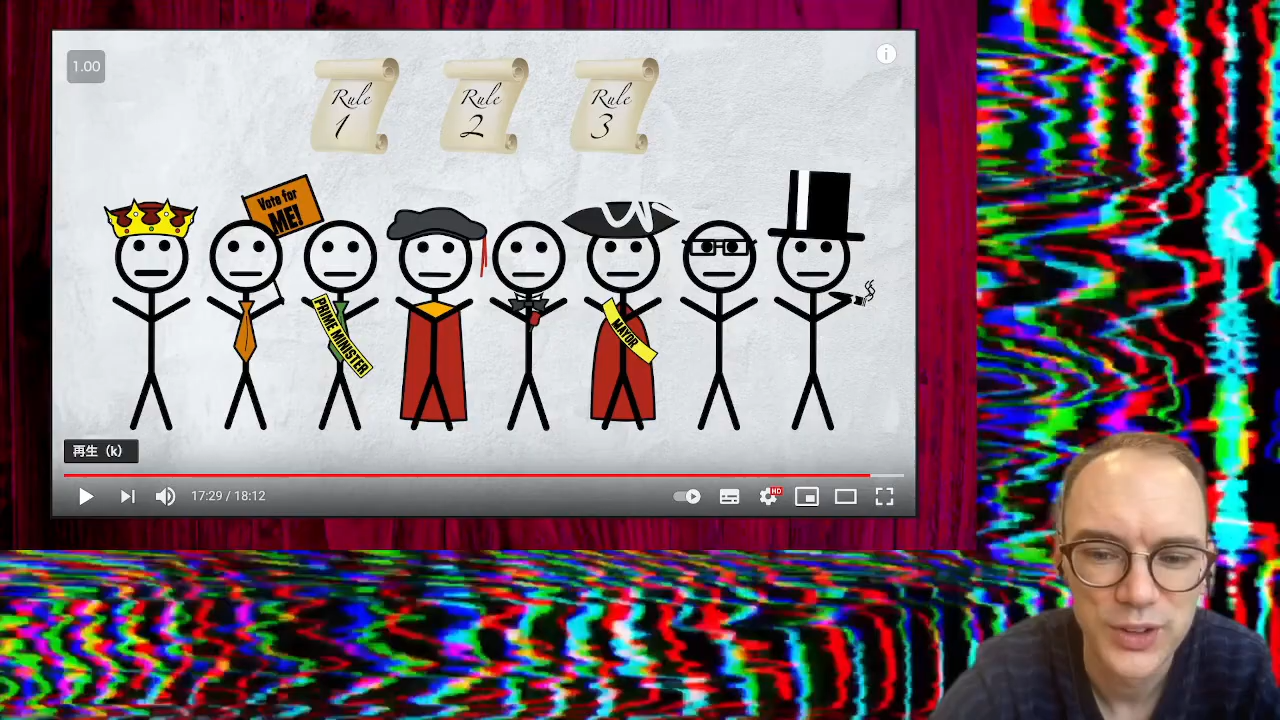 1.00
i
Rule
1
Rule
2
Rule
3
Vote for
ME!
PRIME MINISTER
MAYOR
再生 (k)
17:29 / 18:12
HD